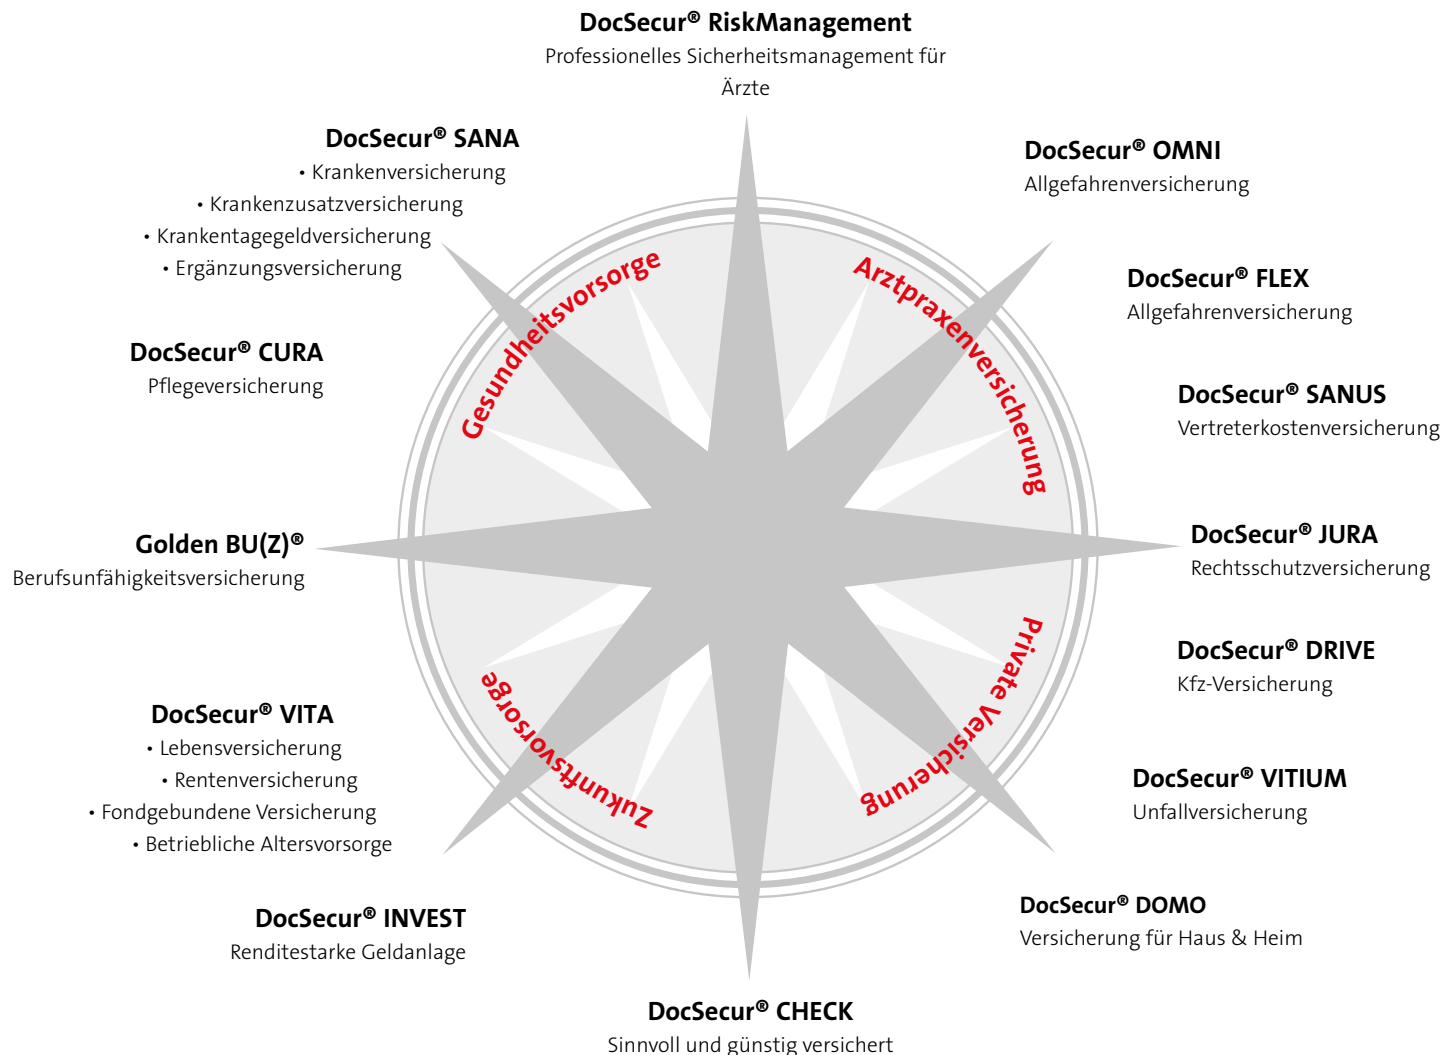 DocSecur® RiskManagement
Professionelles Sicherheitsmanagement für
Ärzte
DocSecur® SANA
• Krankenversicherung
• Krankenzusatzversicherung
• Krankentagegeldversicherung
• Ergänzungsversicherung
DocSecur® CURA
Pflegeversicherung
Golden BU(Z)®
Berufsunfähigkeitsversicherung
DocSecur® VITA
• Lebensversicherung
• Rentenversicherung
• Fondgebundene Versicherung
• Betriebliche Altersvorsorge
DocSecur® INVEST
Renditestarke Geldanlage
Gesundheitsvorsorge
Arztpraxenversicherung
Zukunftsvorsorge
Private Versicherung
DocSecur® OMNI
Allgefahrenversicherung
DocSecur® FLEX
Allgefahrenversicherung
DocSecur® SANUS
Vertreterkostenversicherung
DocSecur® JURA
Rechtsschutzversicherung
DocSecur® DRIVE
Kfz-Versicherung
DocSecur® VITIUM
Unfallversicherung
DocSecur® DOMO
Versicherung für Haus & Heim
DocSecur® CHECK
Sinnvoll und günstig versichert